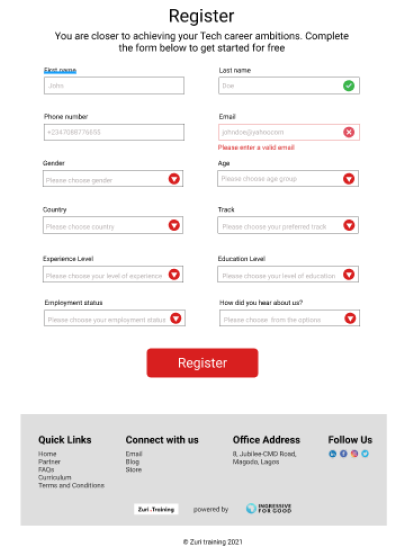 Register
You are closer to achieving your Tech career ambitions. Complete
the form below to get started for free
First name
Last name
John
Doe
Phone number
Email
+2347088776655
johndoe@yahoocom
Please enter a valid email
Gender
Age
Please choose gender
Please choose age group
Country
Track
Please choose country
Please choose your preferred track
Experience Level
Education Level
Please choose your level of experience
Please choose your level of education
Employment status
How did you hear about us?
Please choose your employment status
Please choose from the options
Register
Quick Links
Home
Partner
FAQs
Curriculum
Terms and Conditions
Connect with us
Email
Blog
Store
Office Address
8, Jubilee-CMD Road,
Magodo, Lagos
Follow Us
Zuri.Training
powered by
INGRESSIVE
FOR GOOD
© Zuri training 2021